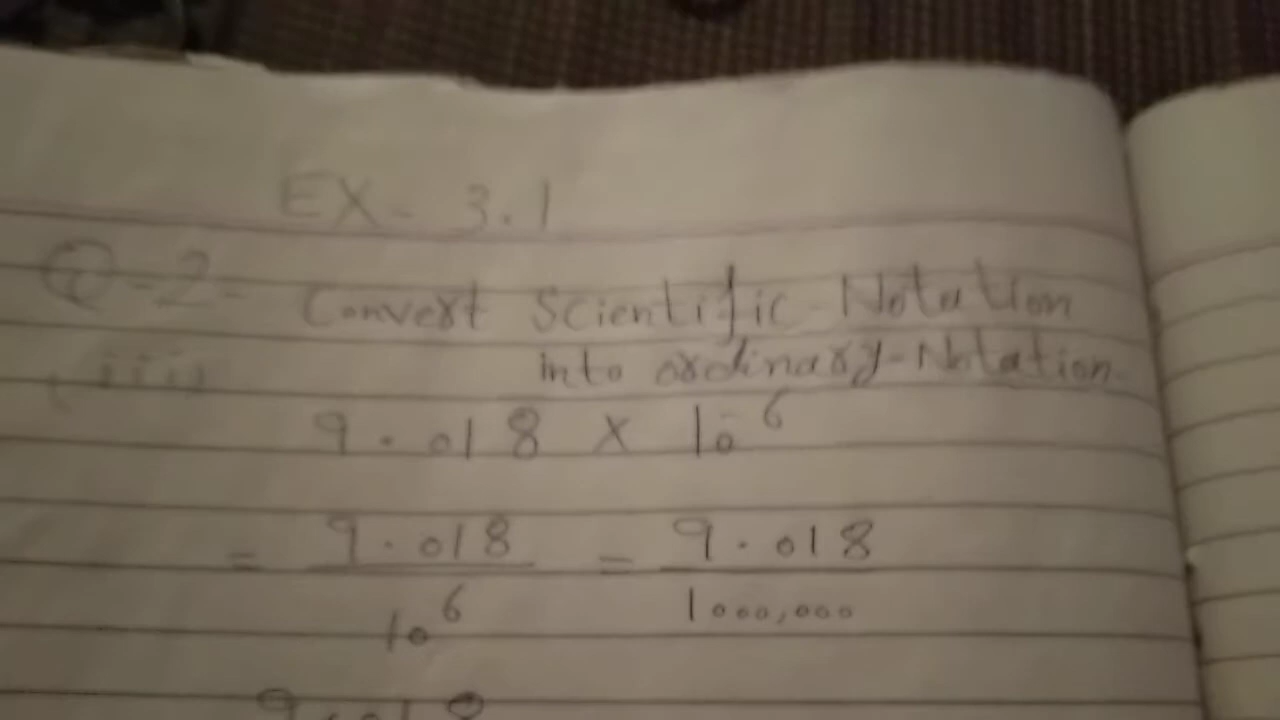 EX- 3.1
Q-2- Convert Scientific-Notation
(iii) into ordinary-Notation.
9.018 x 10^-6
= 9.018 / 10^6 = 9.018 / 1000,000